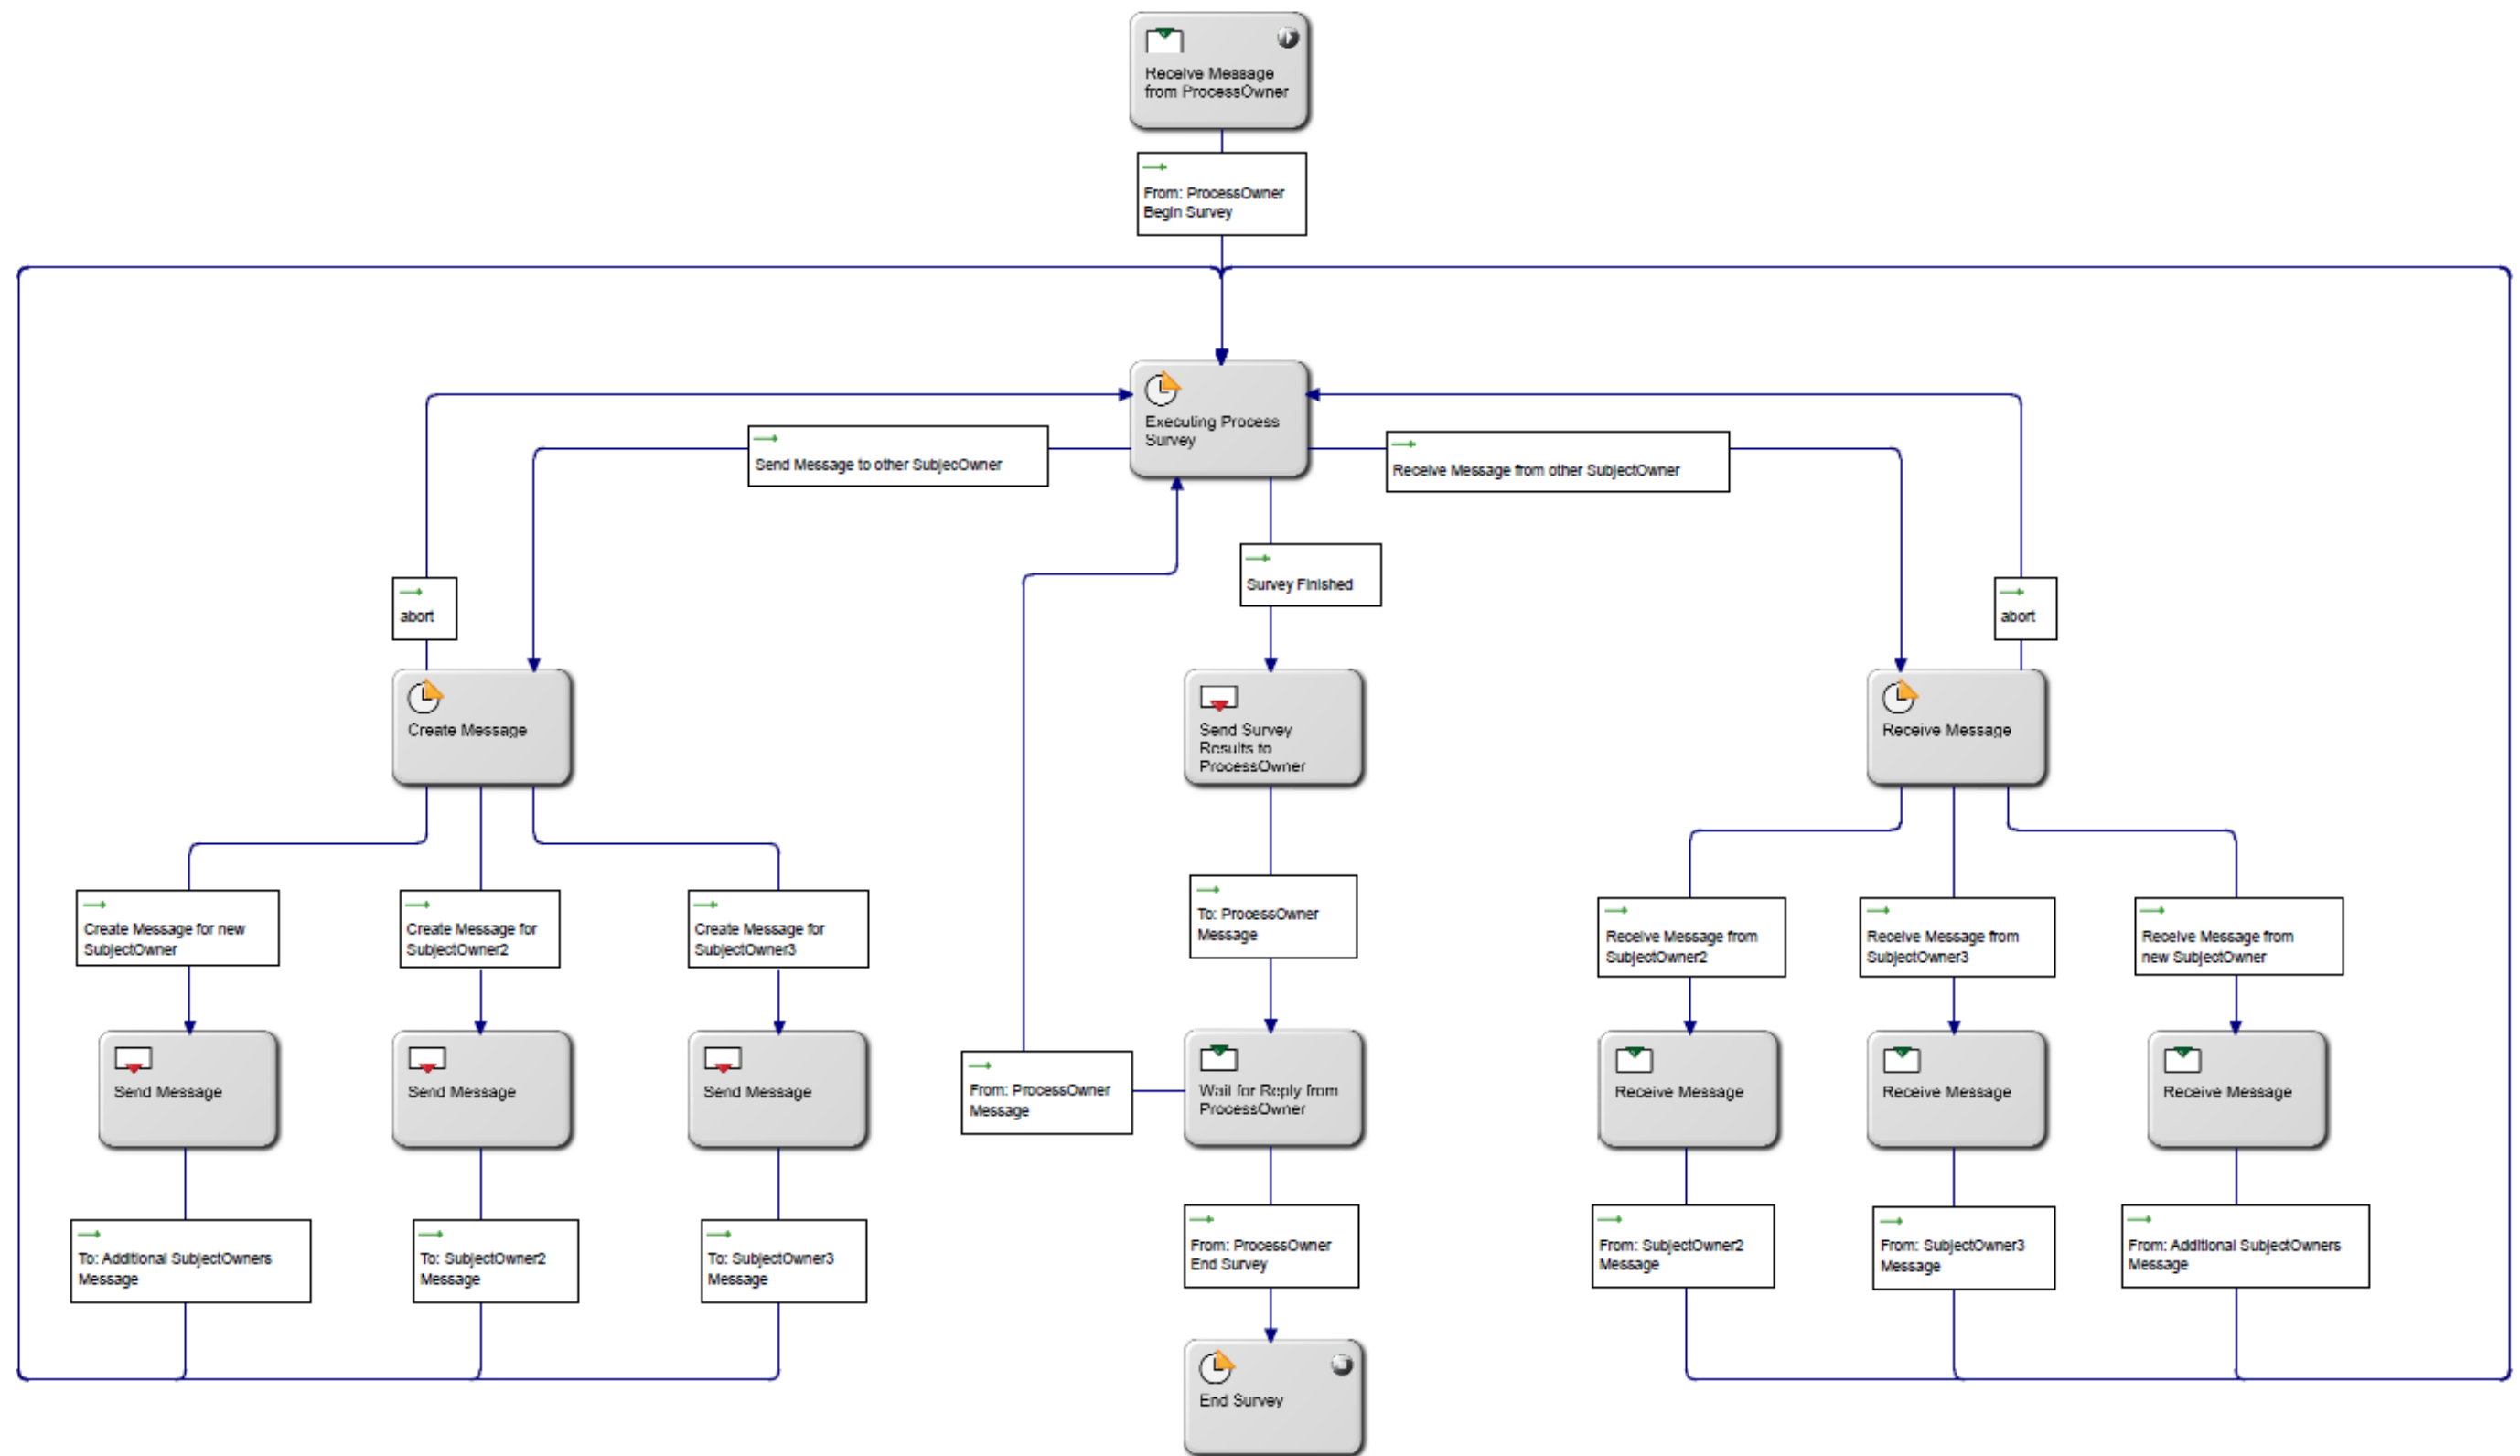 Receive Message
from ProcessOwner
From: ProcessOwner
Begin Survey
Executing Process
Survey
Send Message to other SubjecOwner
Receive Message from other SubjectOwner
Survey Finished
abort
abort
Create Message
Send Survey
Results to
ProcessOwner
Receive Message
Create Message for new
SubjectOwner
Create Message for
SubjectOwner2
Create Message for
SubjectOwner3
To: ProcessOwner
Message
Receive Message from
SubjectOwner2
Receive Message from
SubjectOwner3
Receive Message from
new SubjectOwner
Send Message
Send Message
Send Message
From: ProcessOwner
Message
Wait for Reply from
ProcessOwner
Receive Message
Receive Message
Receive Message
To: Additional SubjectOwners
Message
To: SubjectOwner2
Message
To: SubjectOwner3
Message
From: ProcessOwner
End Survey
From: SubjectOwner2
Message
From: SubjectOwner3
Message
From: Additional SubjectOwners
Message
End Survey